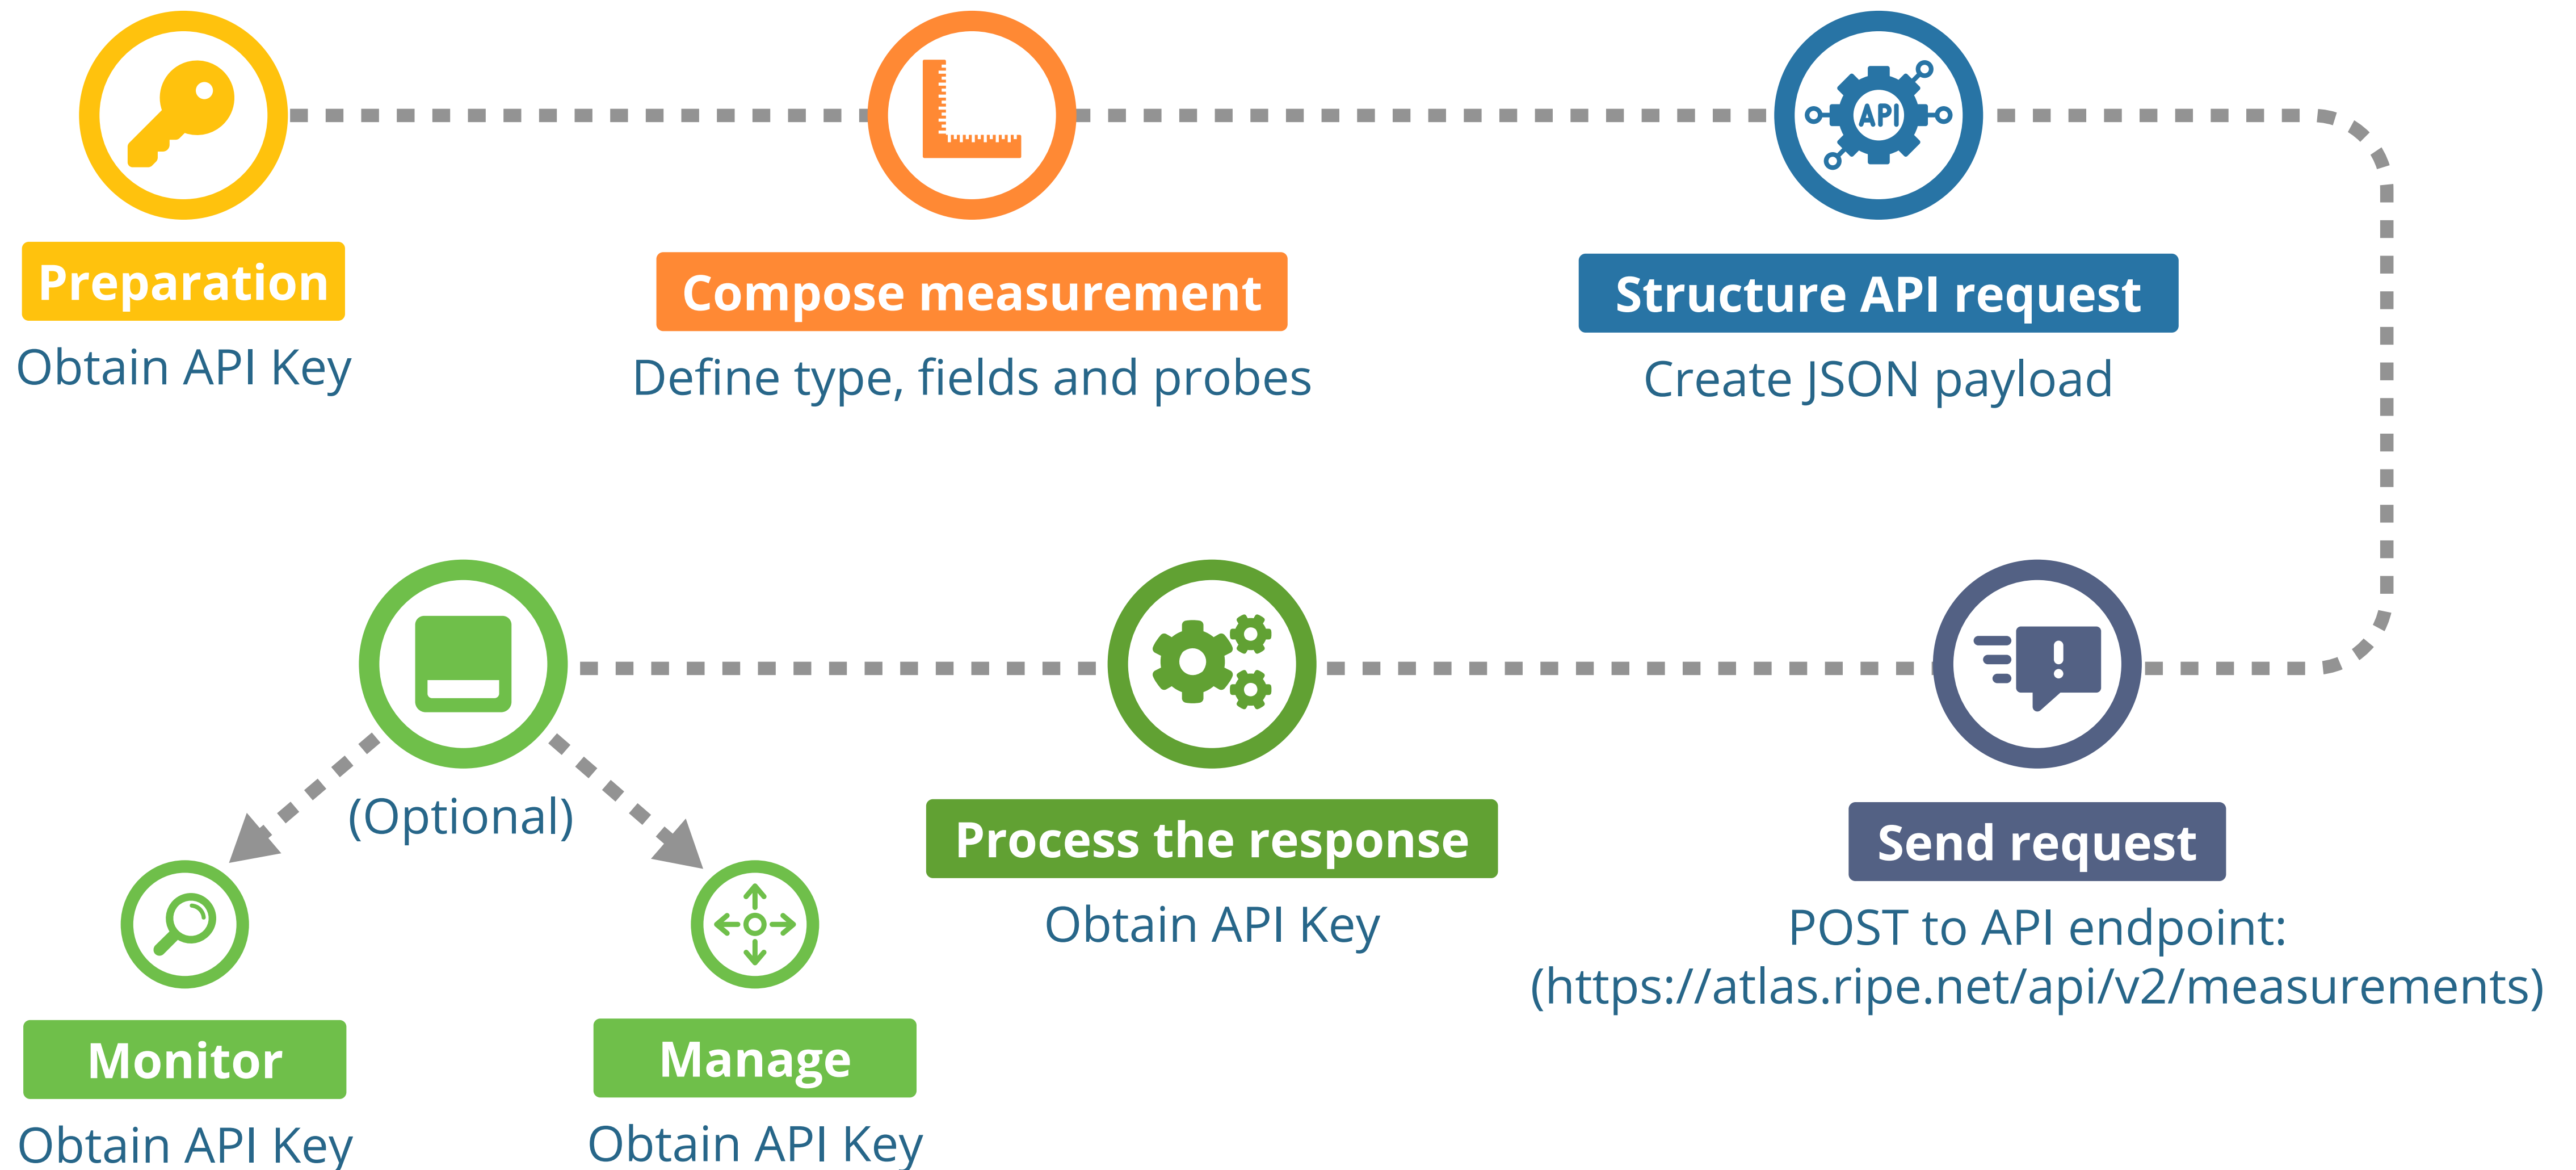 API
Preparation
Obtain API Key
Compose measurement
Define type, fields and probes
Structure API request
Create JSON payload
Send request
POST to API endpoint:
(https://atlas.ripe.net/api/v2/measurements)
Process the response
Obtain API Key
(Optional)
Monitor
Obtain API Key
Manage
Obtain API Key